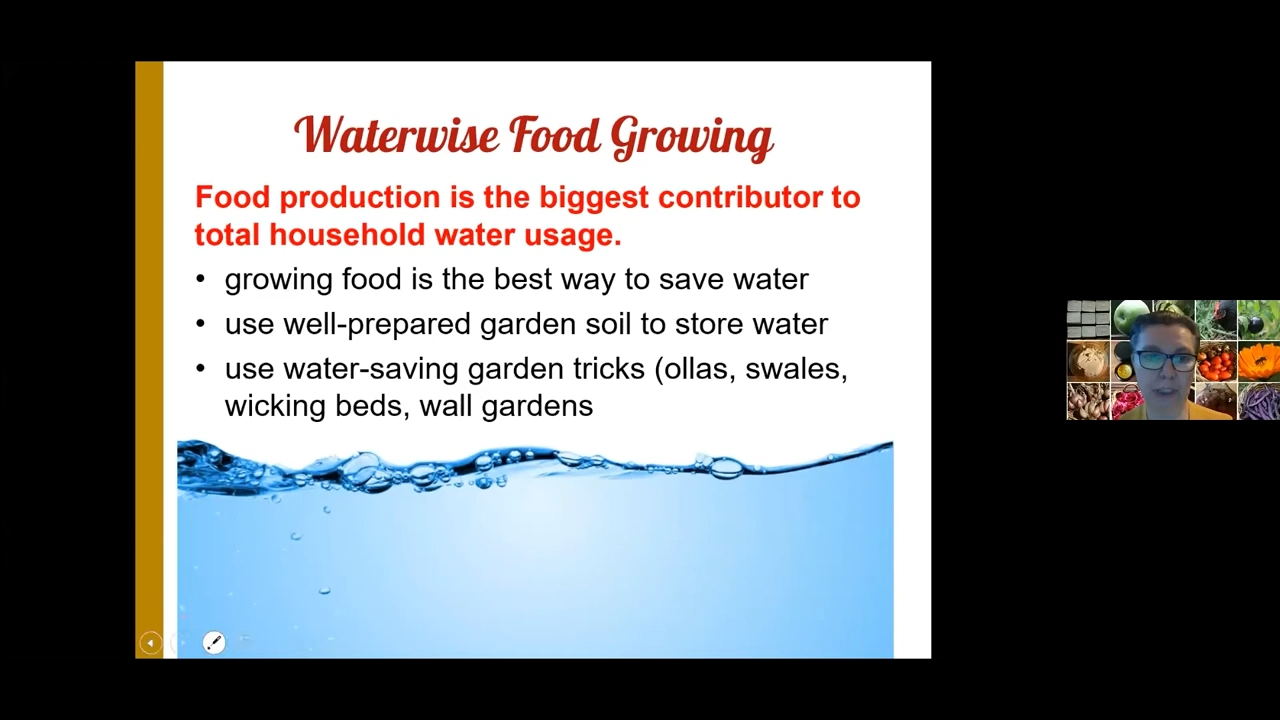 Waterwise Food Growing
Food production is the biggest contributor to
total household water usage.
• growing food is the best way to save water
• use well-prepared garden soil to store water
• use water-saving garden tricks (ollas, swales,
wicking beds, wall gardens